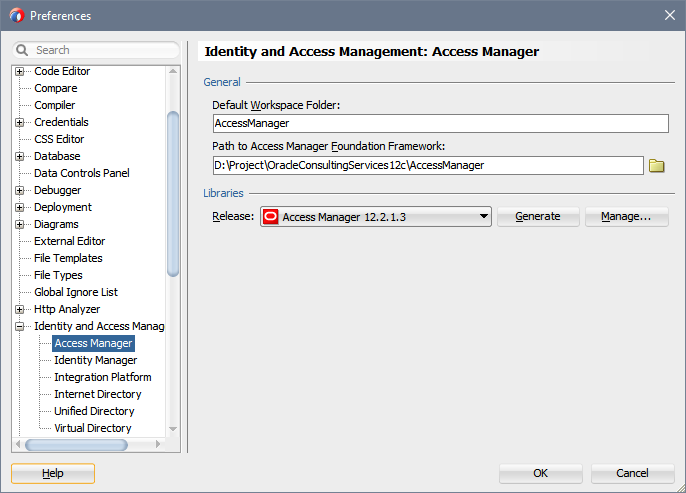 Preferences
Search
Code Editor
Compare
Compiler
Credentials
CSS Editor
Database
Data Controls Panel
Debugger
Deployment
Diagrams
External Editor
File Templates
File Types
Global Ignore List
Http Analyzer
Identity and Access Manag
Access Manager
Identity Manager
Integration Platform
Internet Directory
Unified Directory
Virtual Directory
Identity and Access Management: Access Manager
General
Default Workspace Folder:
AccessManager
Path to Access Manager Foundation Framework:
D:\Project\OracleConsultingServices12c\AccessManager
Libraries
Release: Access Manager 12.2.1.3 Generate Manage...
Help OK Cancel